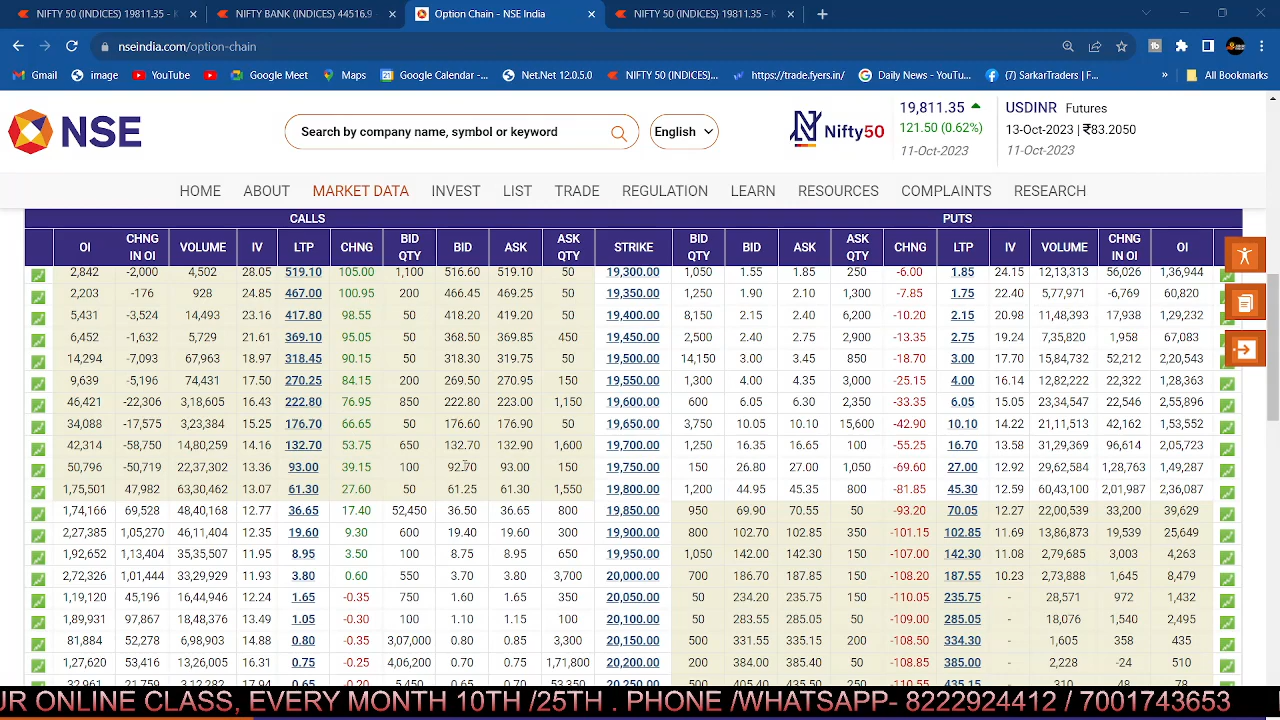 NIFTY 50 (INDICES) 19811.35 - K
NIFTY BANK (INDICES) 44516.9
Option Chain - NSE India
NIFTY 50 (INDICES) 19811.35 - K
nseindia.com/option-chain
Gmail image YouTube Google Meet Maps Google Calendar -... Net.Net 12.0.5.0 NIFTY 50 (INDICES)... https://trade.fyers.in/ Daily News - YouTu... (7) SarkarTraders | F... » All Bookmarks
NSE
Search by company name, symbol or keyword
English
Nifty50
19,811.35
121.50 (0.62%)
11-Oct-2023
USDINR Futures
13-Oct-2023 | ₹83.2050
11-Oct-2023
HOME ABOUT MARKET DATA INVEST LIST TRADE REGULATION LEARN RESOURCES COMPLAINTS RESEARCH
CALLS PUTS
OI CHNG IN OI VOLUME IV LTP CHNG BID QTY BID ASK ASK QTY STRIKE BID QTY BID ASK ASK QTY CHNG LTP IV VOLUME CHNG IN OI OI
2,842 -2,000 4,502 28.05 519.10 105.00 1,100 516.60 519.10 50 19,300.00 1,050 1.55 1.85 250 -6.00 1.85 24.15 12,13,313 56,026 1,36,944
2,203 -176 928 24.85 467.00 100.95 200 466.45 469.25 50 19,350.00 1,250 1.90 1,300 -7.85 1.75 22.40 5,77,971 -6,769 60,820
5,431 -3,524 14,493 23.16 417.80 98.55 50 418.20 419.20 50 19,400.00 8,150 2.15 6,200 -10.20 2.15 20.98 11,48,393 17,938 1,29,232
6,452 -1,632 5,729 21.61 369.10 90.05 50 368.50 369.85 450 19,450.00 2,500 2.40 2.75 2,900 -13.35 2.75 19.24 7,35,820 1,958 67,083
14,294 -7,093 67,963 18.97 318.45 90.15 50 318.30 319.75 650 19,500.00 14,150 3.00 3.45 850 -18.70 3.00 17.70 15,84,732 52,212 2,20,543
9,639 -5,196 74,431 17.50 270.25 84.15 200 269.50 270.95 150 19,550.00 1,300 4.00 4.35 3,000 -25.15 4.00 16.14 12,82,222 22,322 1,28,363
46,421 -22,306 3,18,605 16.43 222.80 76.95 850 222.80 223.00 1,150 19,600.00 600 6.05 6.30 2,350 -33.35 6.05 15.05 23,34,547 22,546 2,55,896
34,088 -17,575 3,23,384 15.25 176.70 66.65 50 176.60 176.90 50 19,650.00 3,750 10.05 10.10 15,600 -42.90 10.10 14.22 21,11,513 42,162 1,53,552
42,314 -58,750 14,80,259 14.16 132.70 53.75 650 132.70 132.90 1,600 19,700.00 1,250 16.35 16.65 100 -55.25 16.70 13.58 31,29,369 96,614 2,05,723
50,796 -50,719 22,37,302 13.36 93.00 39.15 100 92.70 93.00 150 19,750.00 150 26.80 27.00 1,050 -69.60 27.00 12.92 29,62,584 1,28,763 1,49,287
1,75,501 47,982 63,30,462 13.07 61.30 27.60 50 61.25 61.30 1,550 19,800.00 1,200 44.95 45.35 800 -81.85 45.30 12.59 60,43,100 2,01,987 2,36,087
1,74,166 69,528 48,40,168 12.77 36.65 17.40 52,450 36.50 36.65 800 19,850.00 950 69.90 70.55 50 -93.20 70.05 12.27 22,00,539 33,200 39,629
2,27,385 1,05,270 46,11,404 12.35 19.60 9.30 600 19.40 19.60 300 19,900.00 800 102.70 102.85 350 -101.15 102.85 11.69 13,86,873 19,539 25,649
1,92,652 1,13,404 35,35,507 11.95 8.95 3.50 100 8.75 8.95 650 19,950.00 1,050 142.00 142.30 150 -107.00 142.30 11.08 2,79,685 3,003 4,263
2,72,326 1,01,444 33,29,929 11.93 3.80 0.60 550 3.70 3.80 3,700 20,000.00 700 186.70 187.85 150 -108.20 187.55 10.23 2,73,888 1,645 8,479
1,19,120 45,196 16,44,946 12.24 1.65 -0.35 750 1.60 1.65 350 20,050.00 50 234.20 235.75 150 -110.05 235.75 - 28,571 972 1,432
1,89,931 97,867 18,48,376 13.49 1.05 -0.30 100 1.10 1.15 100 20,100.00 50 283.55 285.05 50 -109.00 285.05 - 18,076 1,540 2,495
81,884 52,278 6,98,903 14.88 0.80 -0.35 3,07,000 0.80 0.85 3,300 20,150.00 500 331.55 335.15 200 -108.50 334.30 - 1,605 358 435
1,27,620 53,416 13,26,005 16.31 0.75 -0.25 4,06,200 0.70 0.75 1,71,800 20,200.00 500 384.00 385.40 50 -108.85 385.00 - 2,228 -24 510
32,961 21,759 3,12,282 17.94 0.65 -0.20 5,450 0.65 53,350 20,250.00 500 435.50 50 -110.55 435.15 - 310 48 78
UR ONLINE CLASS, EVERY MONTH 10TH /25TH . PHONE /WHATSAPP- 8222924412 / 7001743653